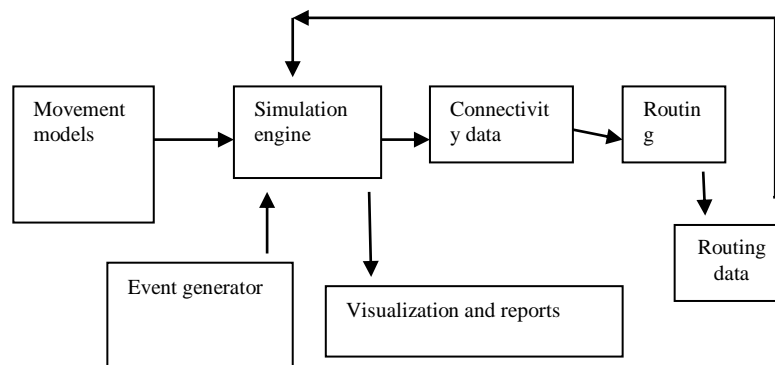 Movement
models
Simulation
engine
Connectivit
y data
Routin
g
Routing
data
Event generator
Visualization and reports